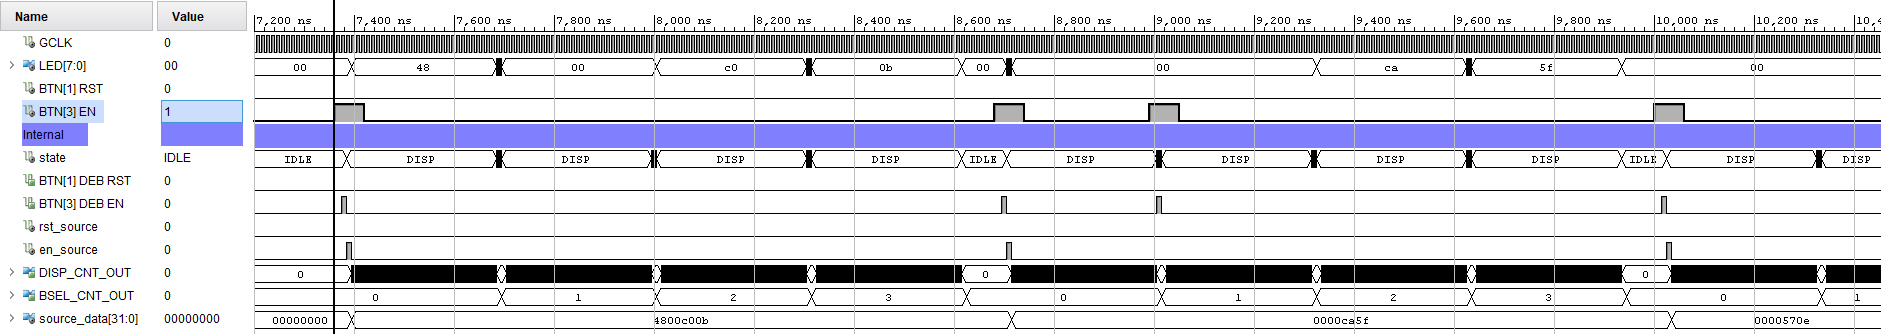 Name Value 7,200 ns 7,400 ns 7,600 ns 7,800 ns 8,000 ns 8,200 ns 8,400 ns 8,600 ns 8,800 ns 9,000 ns 9,200 ns 9,400 ns 9,600 ns 9,800 ns 10,000 ns 10,200 ns 10,4
GCLK 0
LED[7:0] 00 00 48 00 c0 0b 00 00 ca 5f 00
BTN[1] RST 0
BTN[3] EN 1
Internal
state IDLE IDLE DISP DISP DISP DISP IDLE DISP DISP DISP DISP IDLE DISP DISP
BTN[1] DEB RST 0
BTN[3] DEB EN 0
rst_source 0
en_source 0
DISP_CNT_OUT 0 0 0 0
BSEL_CNT_OUT 0 0 1 2 3 0 1 2 3 0 1
source_data[31:0] 00000000 00000000 4800c00b 0000ca5f 0000570e